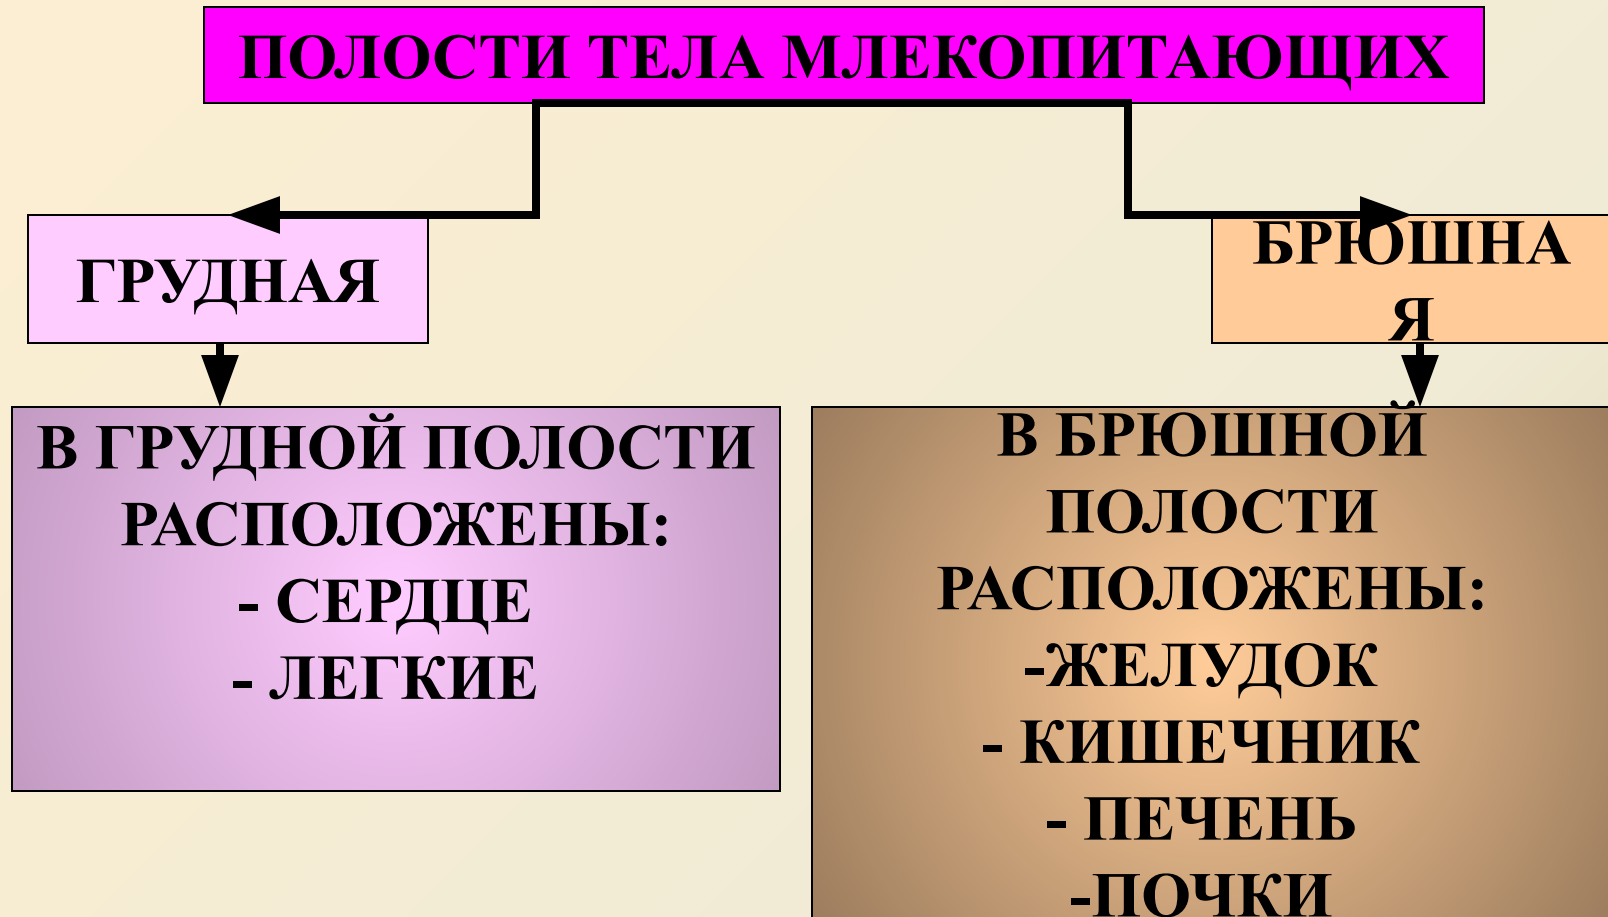 ПОЛОСТИ ТЕЛА МЛЕКОПИТАЮЩИХ
ГРУДНАЯ
БРЮШНА
Я
В ГРУДНОЙ ПОЛОСТИ
РАСПОЛОЖЕНЫ:
- СЕРДЦЕ
- ЛЕГКИЕ
В БРЮШНОЙ
ПОЛОСТИ
РАСПОЛОЖЕНЫ:
-ЖЕЛУДОК
- КИШЕЧНИК
- ПЕЧЕНЬ
-ПОЧКИ